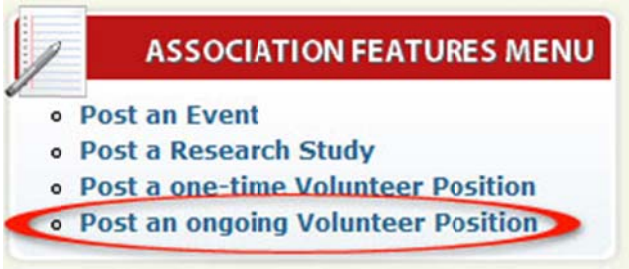 ASSOCIATION FEATURES MENU
Post an Event
Post a Research Study
Post a one-time Volunteer Position
Post an ongoing Volunteer Position